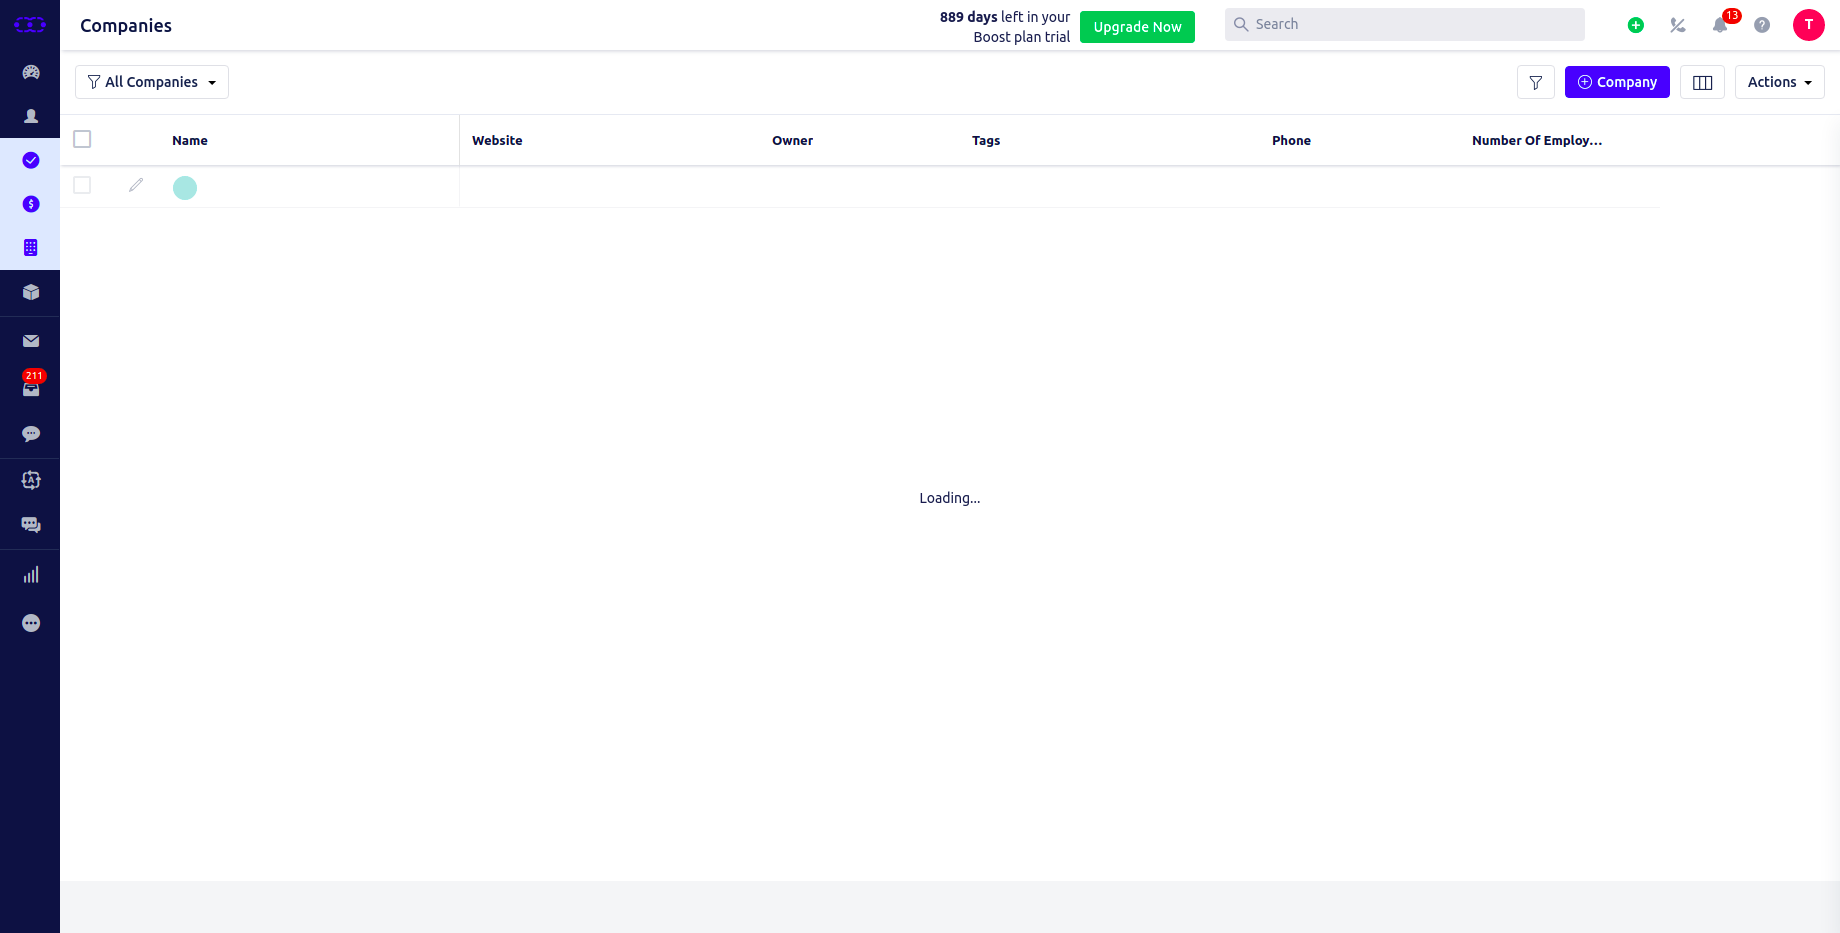 Companies
889 days left in your
Boost plan trial
Upgrade Now
Search
13
T
All Companies
Company
Actions
Name
Website
Owner
Tags
Phone
Number Of Employ...
211
Loading...